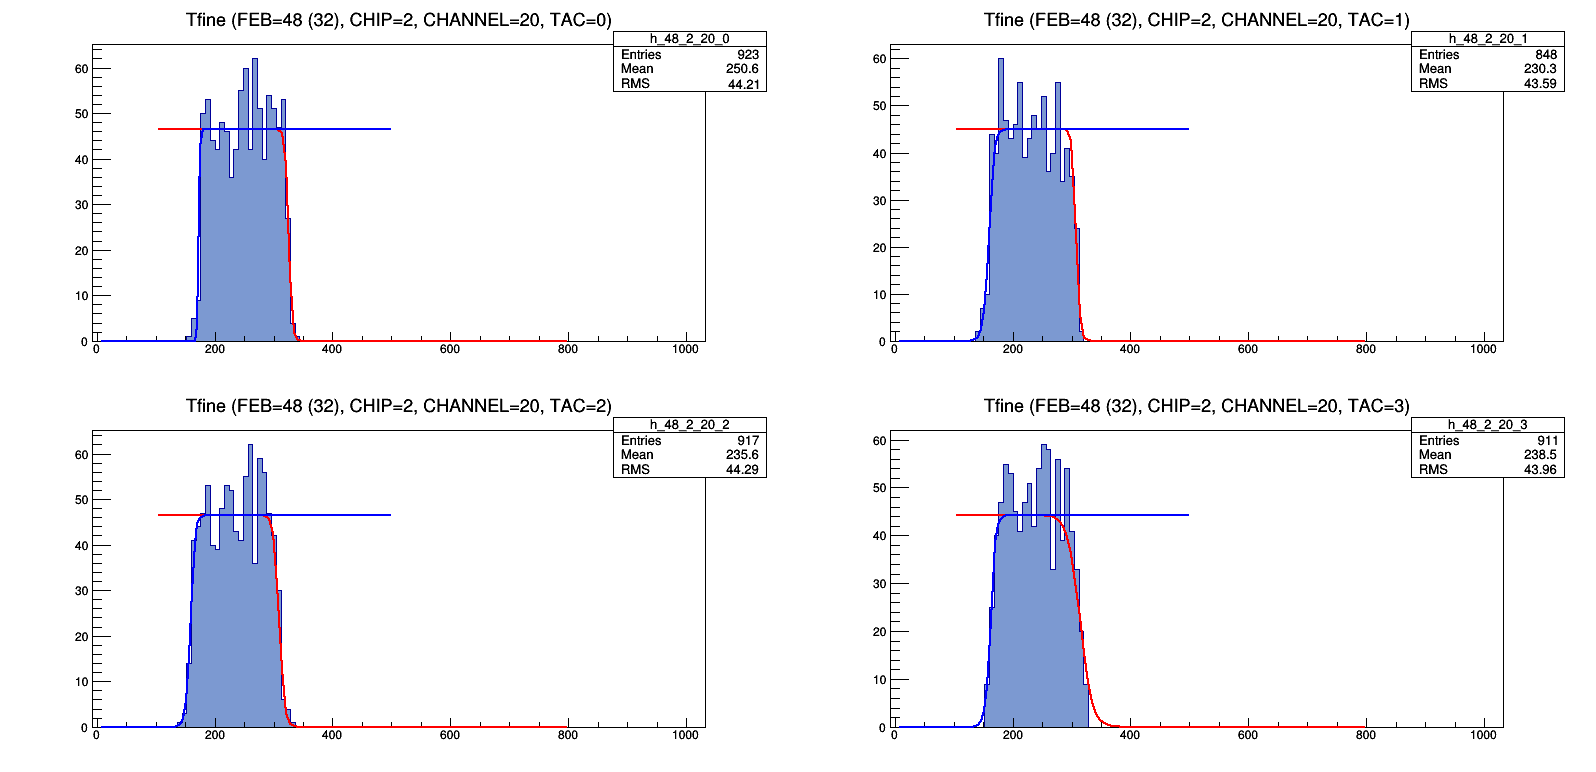 Tfine (FEB=48 (32), CHIP=2, CHANNEL=20, TAC=0)
h_48_2_20_0
Entries 923
Mean 250.6
RMS 44.21
60
50
40
30
20
10
0
0 200 400 600 800 1000
Tfine (FEB=48 (32), CHIP=2, CHANNEL=20, TAC=1)
h_48_2_20_1
Entries 848
Mean 230.3
RMS 43.59
60
50
40
30
20
10
0
0 200 400 600 800 1000
Tfine (FEB=48 (32), CHIP=2, CHANNEL=20, TAC=2)
h_48_2_20_2
Entries 917
Mean 235.6
RMS 44.29
60
50
40
30
20
10
0
0 200 400 600 800 1000
Tfine (FEB=48 (32), CHIP=2, CHANNEL=20, TAC=3)
h_48_2_20_3
Entries 911
Mean 238.5
RMS 43.96
60
50
40
30
20
10
0
0 200 400 600 800 1000